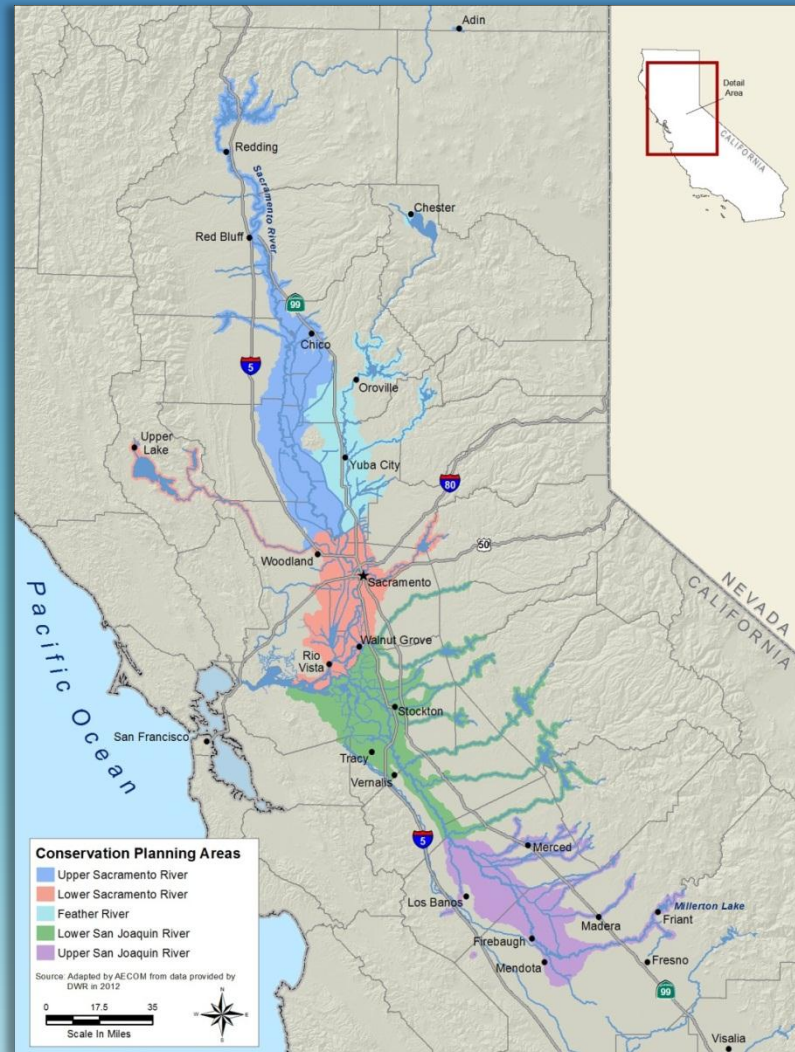 Adin
Detail
Area
CALIFORNIA
Redding
Sacramento River
Chester
Red Bluff
99
Chico
5
Oroville
Upper
Lake
Yuba City
80
Woodland
50
Sacramento
NEVADA
CALIFORNIA
Pacific Ocean
Walnut Grove
Rio
Vista
Stockton
San Francisco
Tracy
Vernalis
5
Merced
Los Banos
Millerton Lake
Friant
Madera
Firebaugh
Mendota
Fresno
99
Visalia
Conservation Planning Areas
Upper Sacramento River
Lower Sacramento River
Feather River
Lower San Joaquin River
Upper San Joaquin River
Source: Adapted by AECOM from data provided by
DWR in 2012
0 17.5 35
Scale In Miles
N
W E
S